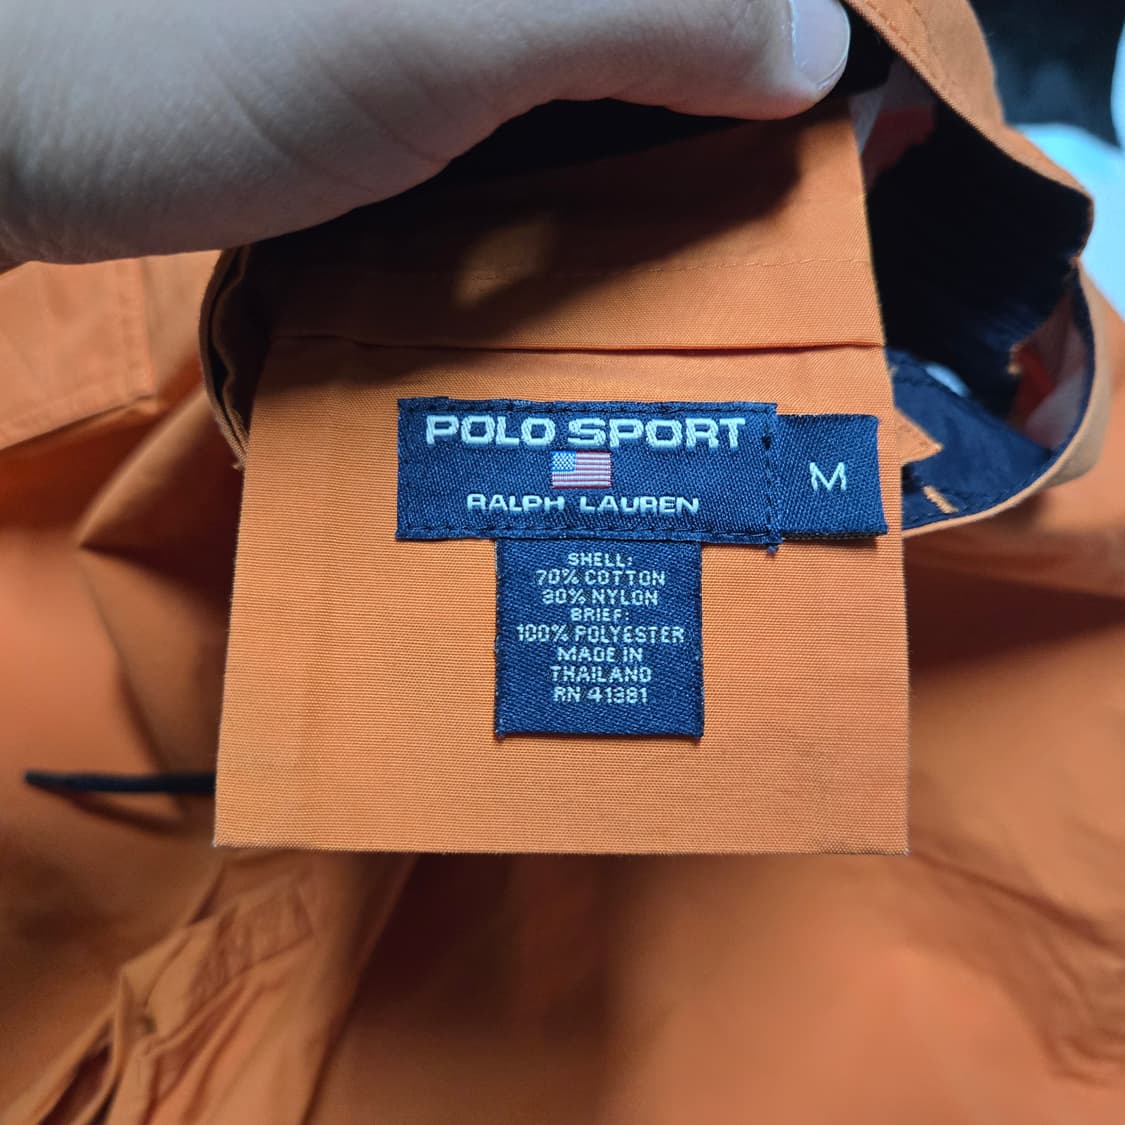 POLO SPORT
RALPH LAUREN
M
SHELL:
70% COTTON
30% NYLON
BRIEF:
100% POLYESTER
MADE IN
THAILAND
RN 41381